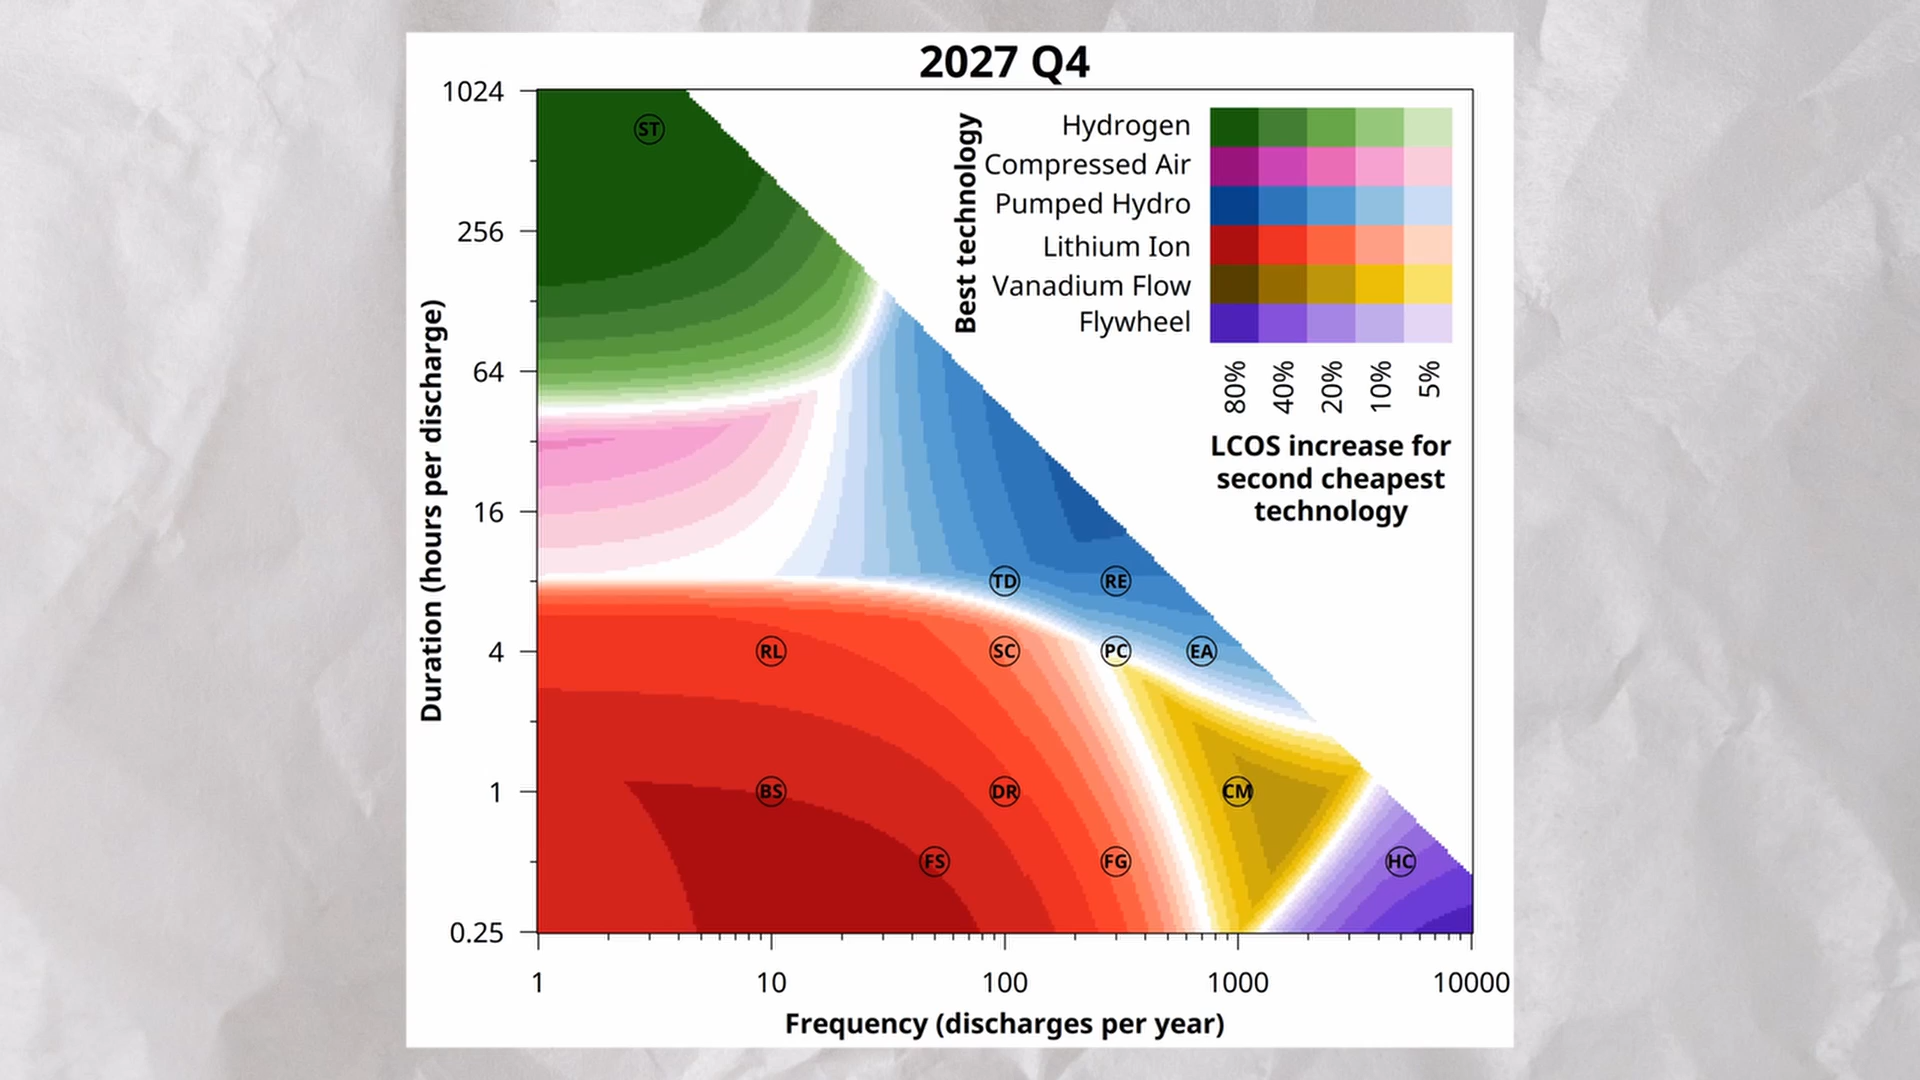 2027 Q4
Duration (hours per discharge)
1024
256
64
16
4
1
0.25
Best technology
Hydrogen
Compressed Air
Pumped Hydro
Lithium Ion
Vanadium Flow
Flywheel
80% 40% 20% 10% 5%
LCOS increase for
second cheapest
technology
ST
TD RE
RL SC PC EA
BS DR CM
FS FG HC
1 10 100 1000 10000
Frequency (discharges per year)